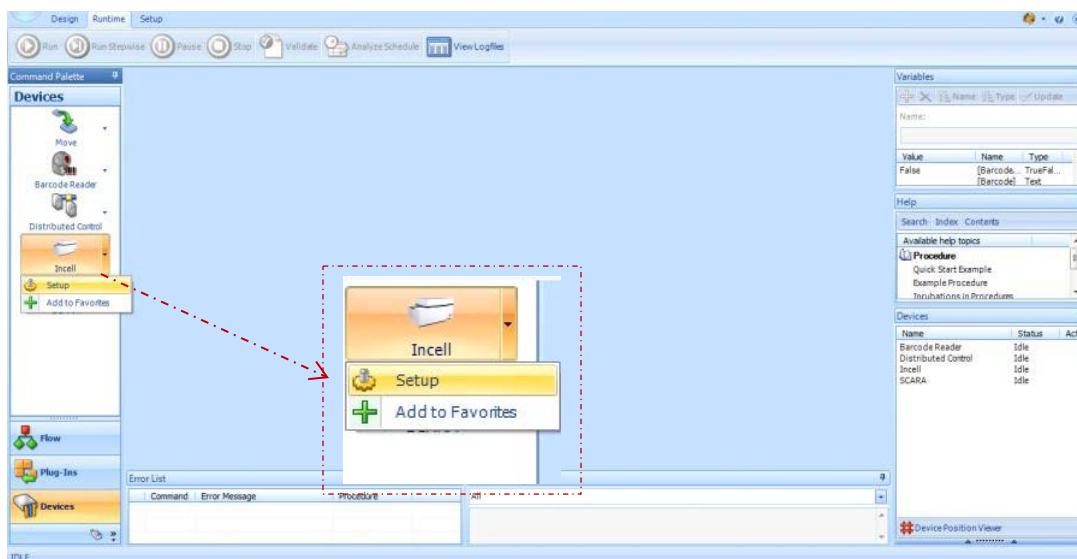 Design Runtime Setup
Run Run Stepwise Pause Stop Validate Analyze Schedule View Logfiles
Command Palette
Devices
Move
Barcode Reader
Distributed Control
Incell
Setup
Add to Favorites
Flow
Plug-Ins
Devices
IDLE
Incell
Setup
Add to Favorites
Error List
Command Error Message Procedure All
Variables
Name Type Update
Name:
Value Name Type
False [Barcode... TrueFal...
[Barcode] Text
Help
Search Index Contents
Available help topics
Procedure
Quick Start Example
Example Procedure
Incubations in Procedures
Devices
Name Status Act
Barcode Reader Idle
Distributed Control Idle
Incell Idle
SCARA Idle
Device Position Viewer